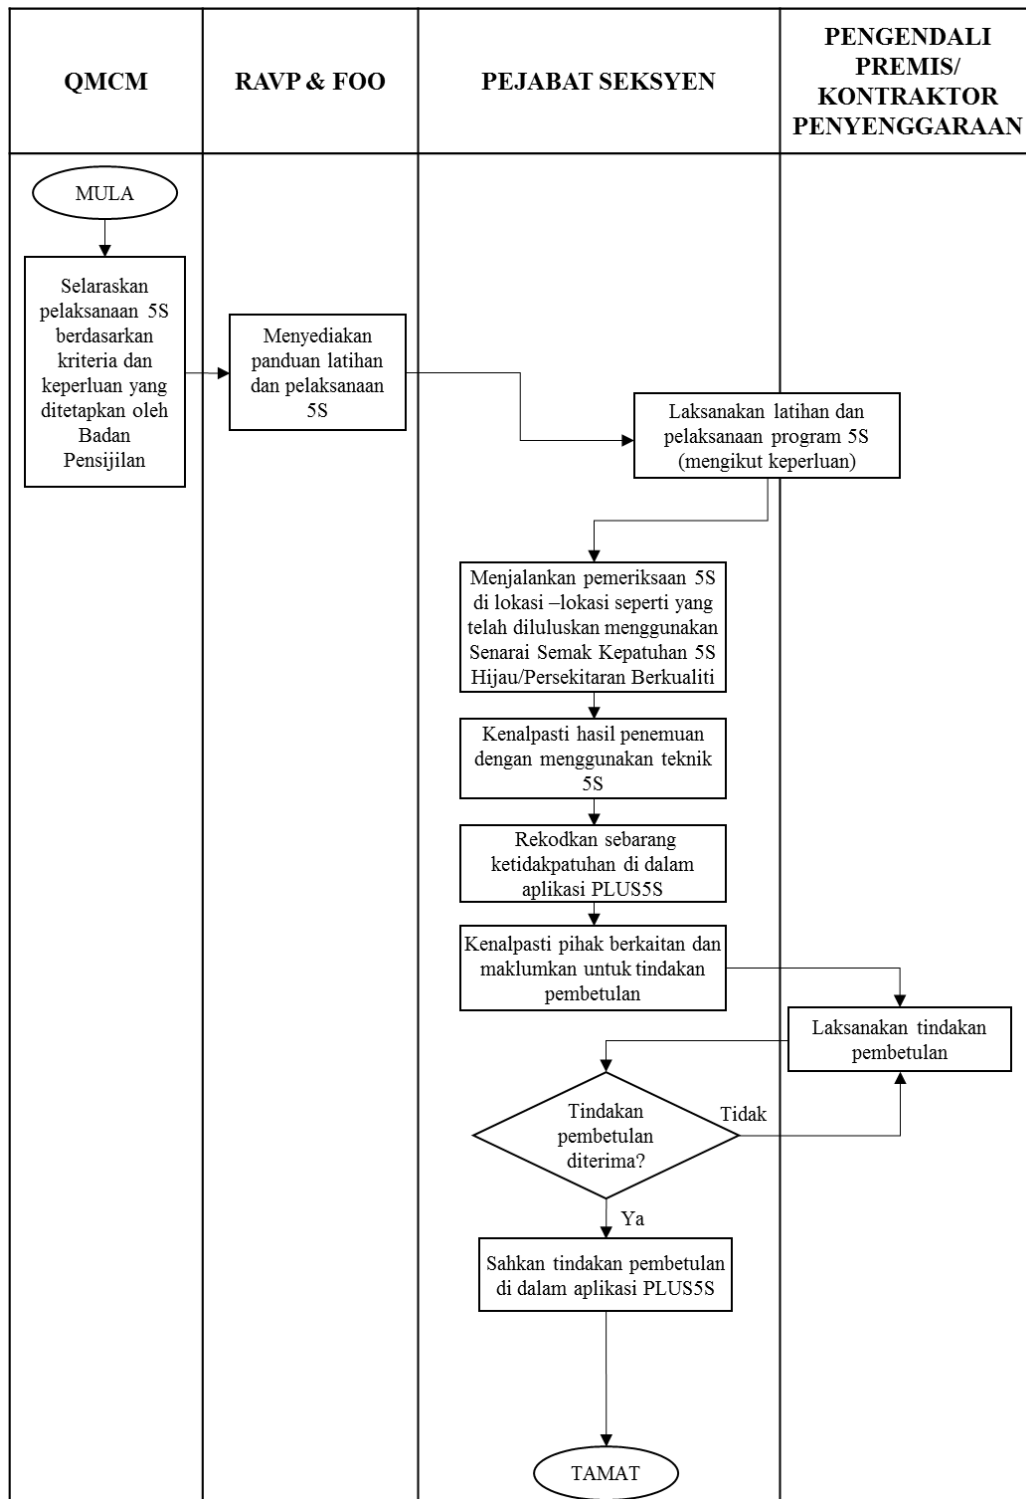 QMCM
RAVP & FOO
PEJABAT SEKSYEN
PENGENDALI
PREMIS/
KONTRAKTOR
PENYENGGARAAN
MULA
Selaraskan
pelaksanaan 5S
berdasarkan
kriteria dan
keperluan yang
ditetapkan oleh
Badan
Pensijilan
Menyediakan
panduan latihan
dan pelaksanaan
5S
Laksanakan latihan dan
pelaksanaan program 5S
(mengikut keperluan)
Menjalankan pemeriksaan 5S
di lokasi –lokasi seperti yang
telah diluluskan menggunakan
Senarai Semak Kepatuhan 5S
Hijau/Persekitaran Berkualiti
Kenalpasti hasil penemuan
dengan menggunakan teknik
5S
Rekodkan sebarang
ketidakpatuhan di dalam
aplikasi PLUS5S
Kenalpasti pihak berkaitan dan
maklumkan untuk tindakan
pembetulan
Laksanakan tindakan
pembetulan
Tindakan
pembetulan
diterima?
Tidak
Ya
Sahkan tindakan pembetulan
di dalam aplikasi PLUS5S
TAMAT